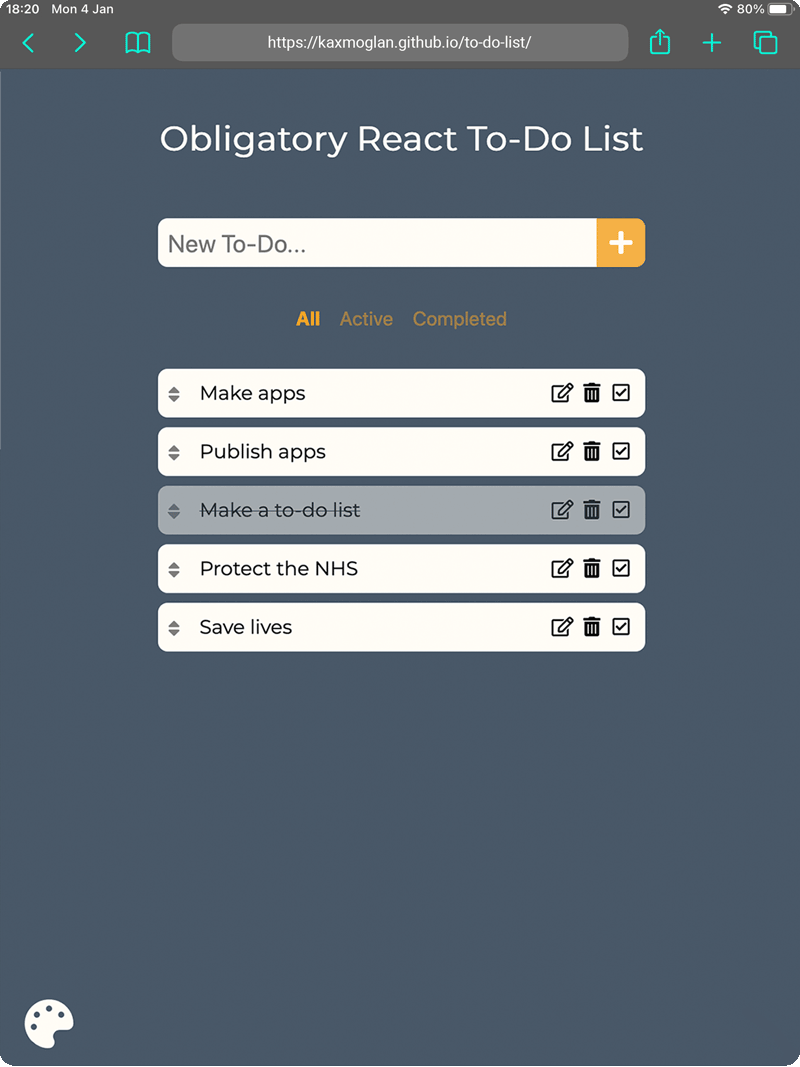 18:20 Mon 4 Jan 80%
https://kaxmoglan.github.io/to-do-list/
Obligatory React To-Do List
New To-Do...
All Active Completed
Make apps
Publish apps
Make a to-do list
Protect the NHS
Save lives